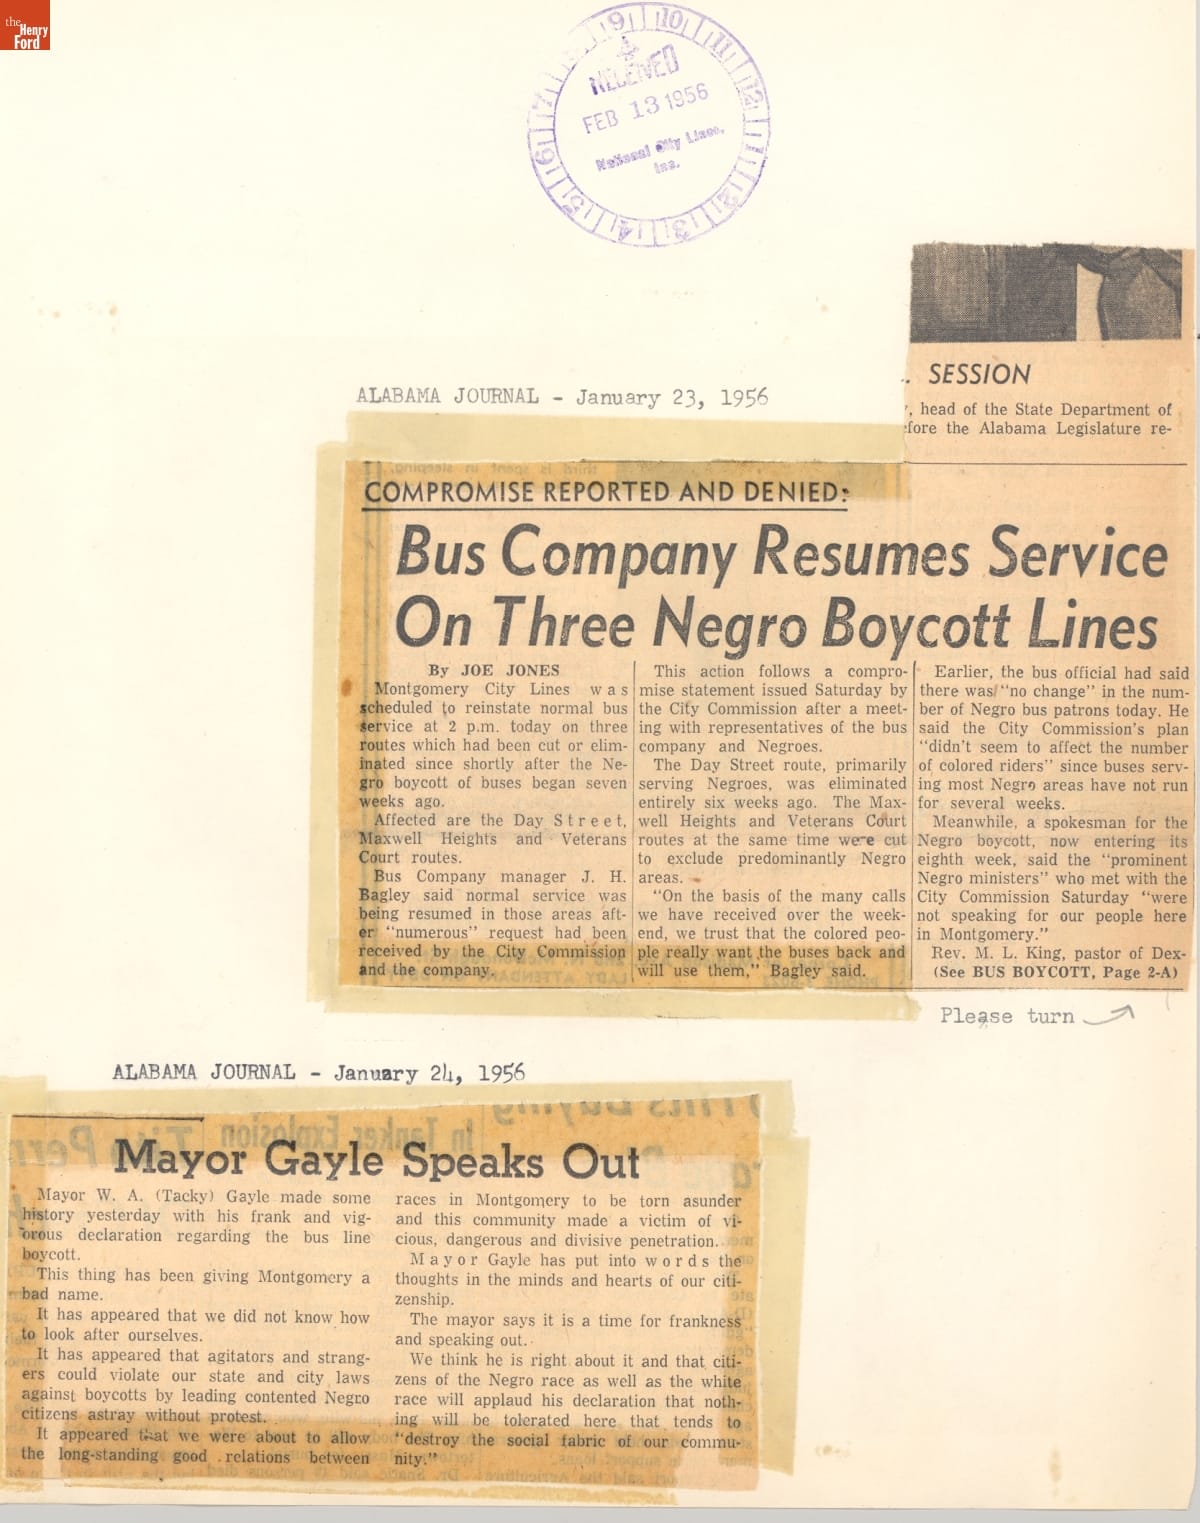 the
Henry
Ford
9 10 11 12 1 2 3 4 5 6 7
RECEIVED
FEB 13 1956
National City Lines,
Inc.
SESSION
ALABAMA JOURNAL - January 23, 1956
, head of the State Department of
fore the Alabama Legislature re-
COMPROMISE REPORTED AND DENIED:
Bus Company Resumes Service
On Three Negro Boycott Lines
By JOE JONES
Montgomery City Lines was
scheduled to reinstate normal bus
service at 2 p.m. today on three
routes which had been cut or elim-
inated since shortly after the Ne-
gro boycott of buses began seven
weeks ago.
Affected are the Day Street,
Maxwell Heights and Veterans
Court routes.
Bus Company manager J. H.
Bagley said normal service was
being resumed in those areas aft-
er "numerous" request had been
received by the City Commission
and the company.
This action follows a compro-
mise statement issued Saturday by
the City Commission after a meet-
ing with representatives of the bus
company and Negroes.
The Day Street route, primarily
serving Negroes, was eliminated
entirely six weeks ago. The Max-
well Heights and Veterans Court
routes at the same time were cut
to exclude predominantly Negro
areas.
"On the basis of the many calls
we have received over the week-
end, we trust that the colored peo-
ple really want the buses back and
will use them," Bagley said.
Earlier, the bus official had said
there was "no change" in the num-
ber of Negro bus patrons today. He
said the City Commission's plan
"didn't seem to affect the number
of colored riders" since buses serv-
ing most Negro areas have not run
for several weeks.
Meanwhile, a spokesman for the
Negro boycott, now entering its
eighth week, said the "prominent
Negro ministers" who met with the
City Commission Saturday "were
not speaking for our people here
in Montgomery."
Rev. M. L. King, pastor of Dex-
(See BUS BOYCOTT, Page 2-A)
Please turn
ALABAMA JOURNAL - January 24, 1956
Mayor Gayle Speaks Out
Mayor W. A. (Tacky) Gayle made some
history yesterday with his frank and vig-
orous declaration regarding the bus line
boycott.
This thing has been giving Montgomery a
bad name.
It has appeared that we did not know how
to look after ourselves.
It has appeared that agitators and strang-
ers could violate our state and city laws
against boycotts by leading contented Negro
citizens astray without protest.
It appeared that we were about to allow
the long-standing good relations between
races in Montgomery to be torn asunder
and this community made a victim of vi-
cious, dangerous and divisive penetration.
Mayor Gayle has put into words the
thoughts in the minds and hearts of our citi-
zenship.
The mayor says it is a time for frankness
and speaking out.
We think he is right about it and that citi-
zens of the Negro race as well as the white
race will applaud his declaration that noth-
ing will be tolerated here that tends to
"destroy the social fabric of our commu-
nity."